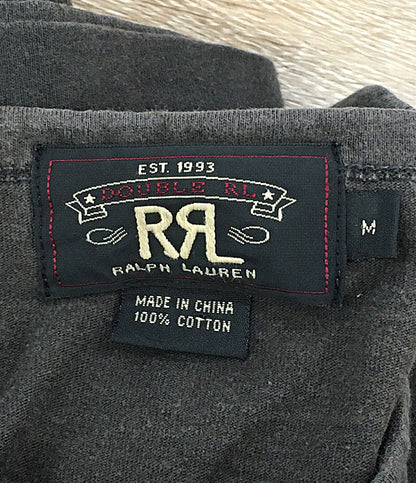 EST. 1993
DOUBLE RL
RRL
RALPH LAUREN
M
MADE IN CHINA
100% COTTON